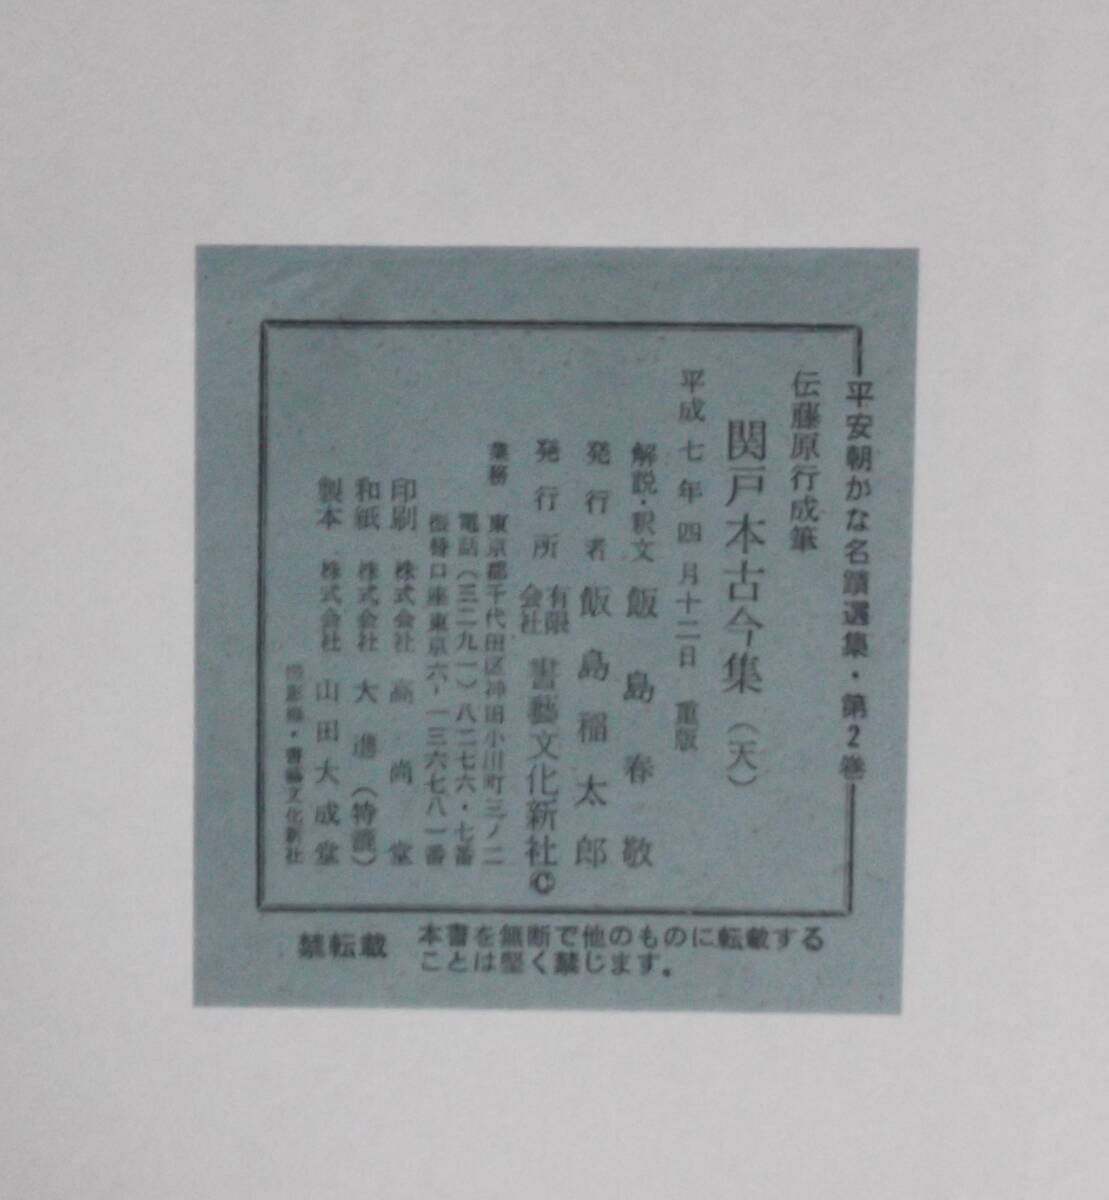 平安朝かな名蹟選集・第2巻
伝藤原行成筆
関戸本古今集（天）
平成七年四月十二日 重版
解説・釈文 飯島春敬
発行者 飯島稲太郎
発行所 有限会社 書藝文化新社©
業務 東京都千代田区神田小川町三ノ二
電話（三二九一）八二七六・七番
振替口座東京六-一三六七八一番
印刷 株式会社 高尚堂
和紙 株式会社 大進（特漉）
製本 株式会社 山田大成堂
書藝文化新社
禁転載 本書を無断で他のものに転載する
ことは堅く禁じます。